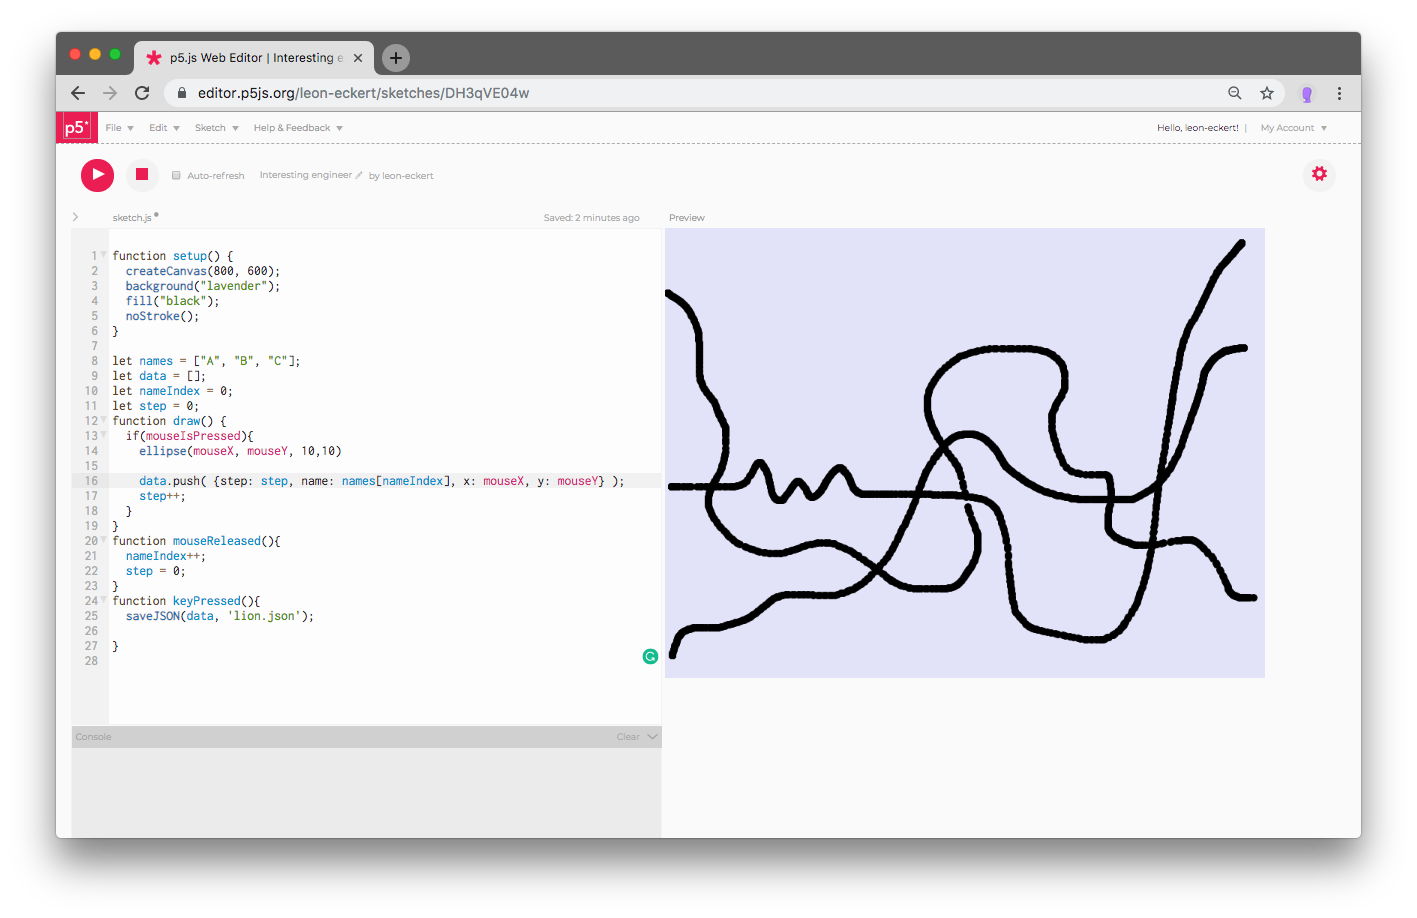 p5.js Web Editor | Interesting e
editor.p5js.org/leon-eckert/sketches/DH3qVE04w
p5* File Edit Sketch Help & Feedback Hello, leon-eckert! | My Account
Auto-refresh Interesting engineer by leon-eckert
sketch.js Saved: 2 minutes ago Preview
1 function setup() {
2 createCanvas(800, 600);
3 background("lavender");
4 fill("black");
5 noStroke();
6 }
7
8 let names = ["A", "B", "C"];
9 let data = [];
10 let nameIndex = 0;
11 let step = 0;
12 function draw() {
13 if(mouseIsPressed){
14 ellipse(mouseX, mouseY, 10,10)
15
16 data.push( {step: step, name: names[nameIndex], x: mouseX, y: mouseY} );
17 step++;
18 }
19 }
20 function mouseReleased(){
21 nameIndex++;
22 step = 0;
23 }
24 function keyPressed(){
25 saveJSON(data, 'lion.json');
26
27 }
28
Console Clear